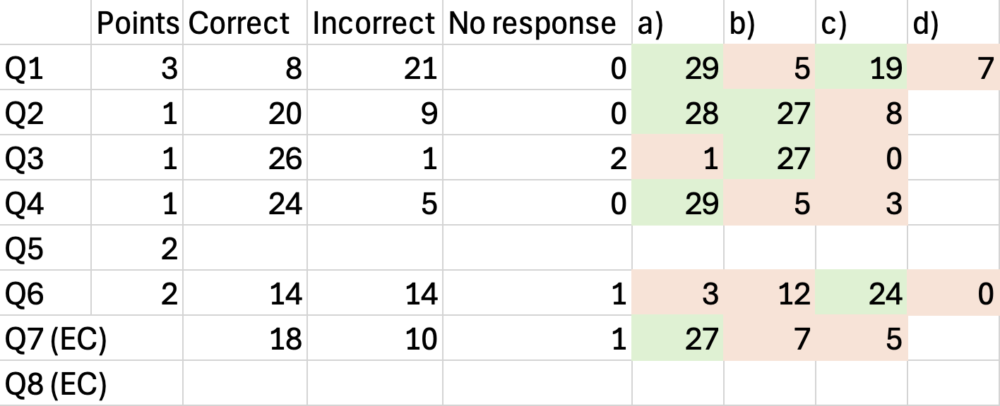 Points Correct Incorrect No response a) b) c) d)
Q1 3 8 21 0 29 5 19 7
Q2 1 20 9 0 28 27 8
Q3 1 26 1 2 1 27 0
Q4 1 24 5 0 29 5 3
Q5 2
Q6 2 14 14 1 3 12 24 0
Q7 (EC) 18 10 1 27 7 5
Q8 (EC)